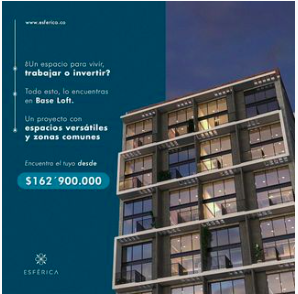 www.esferica.co
¿Un espacio para vivir,
trabajar o invertir?
Todo esto, lo encuentras
en Base Loft.
Un proyecto con
espacios versátiles
y zonas comunes
Encuentra el tuyo desde
$162´900.000
ESFÉRICA